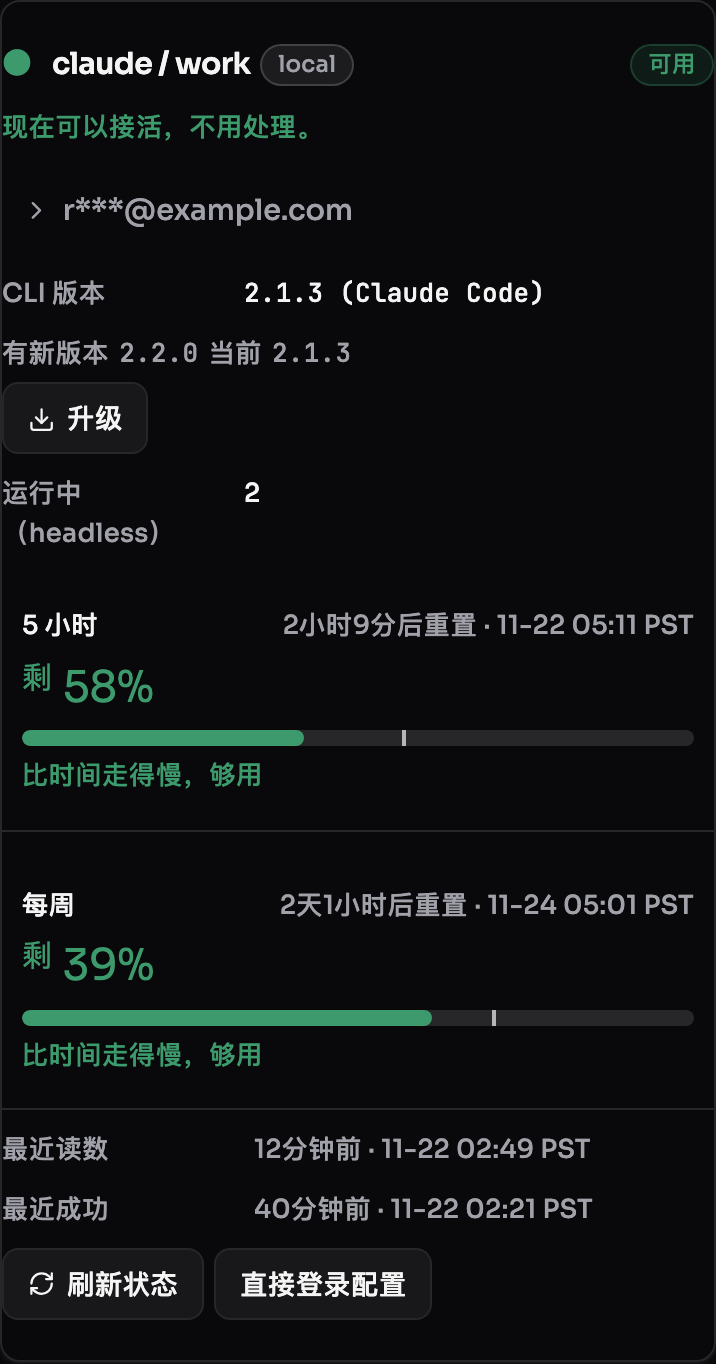 claude / work local 可用
现在可以接活，不用处理。
r***@example.com
CLI 版本 2.1.3 (Claude Code)
有新版本 2.2.0 当前 2.1.3
升级
运行中 2
（headless）
5 小时 2小时9分后重置 · 11-22 05:11 PST
剩 58%
比时间走得慢，够用
每周 2天1小时后重置 · 11-24 05:01 PST
剩 39%
比时间走得慢，够用
最近读数 12分钟前 · 11-22 02:49 PST
最近成功 40分钟前 · 11-22 02:21 PST
刷新状态 直接登录配置